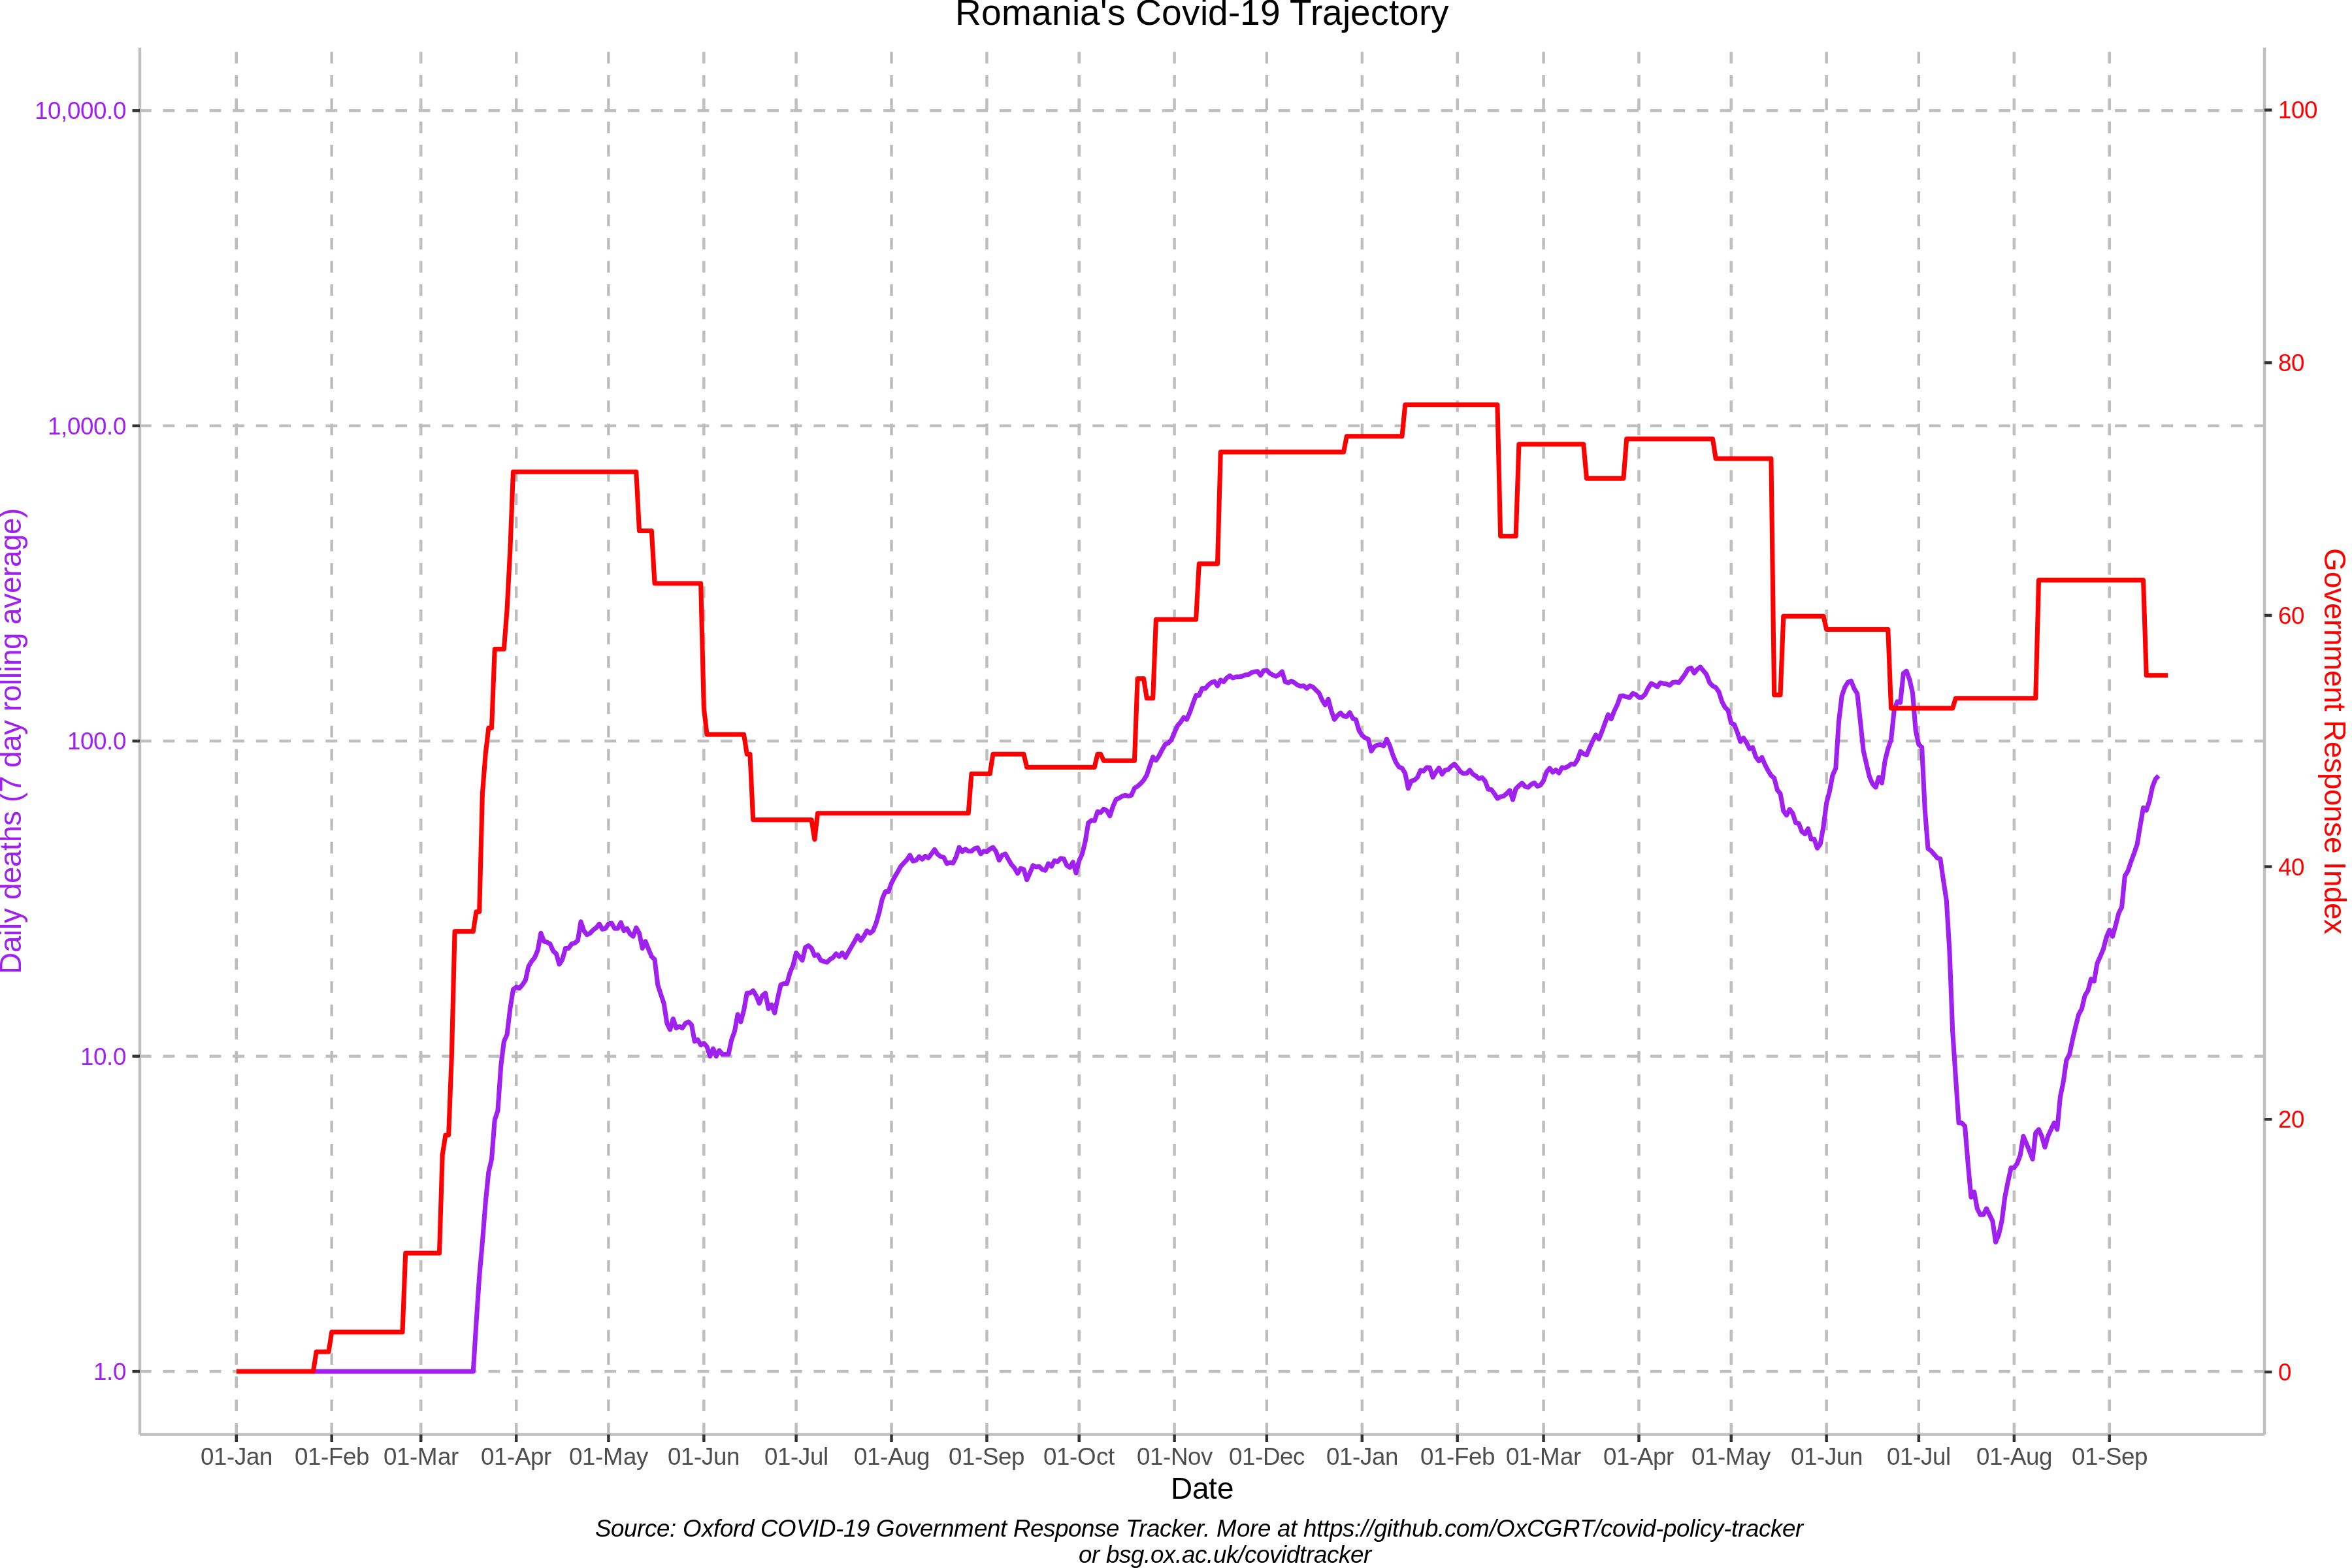 Romania's Covid-19 Trajectory
10,000.0
1,000.0
100.0
10.0
1.0
Daily deaths (7 day rolling average)
100
80
60
40
20
0
Government Response Index
01-Jan 01-Feb 01-Mar 01-Apr 01-May 01-Jun 01-Jul 01-Aug 01-Sep 01-Oct 01-Nov 01-Dec 01-Jan 01-Feb 01-Mar 01-Apr 01-May 01-Jun 01-Jul 01-Aug 01-Sep
Date
Source: Oxford COVID-19 Government Response Tracker. More at https://github.com/OxCGRT/covid-policy-tracker
or bsg.ox.ac.uk/covidtracker